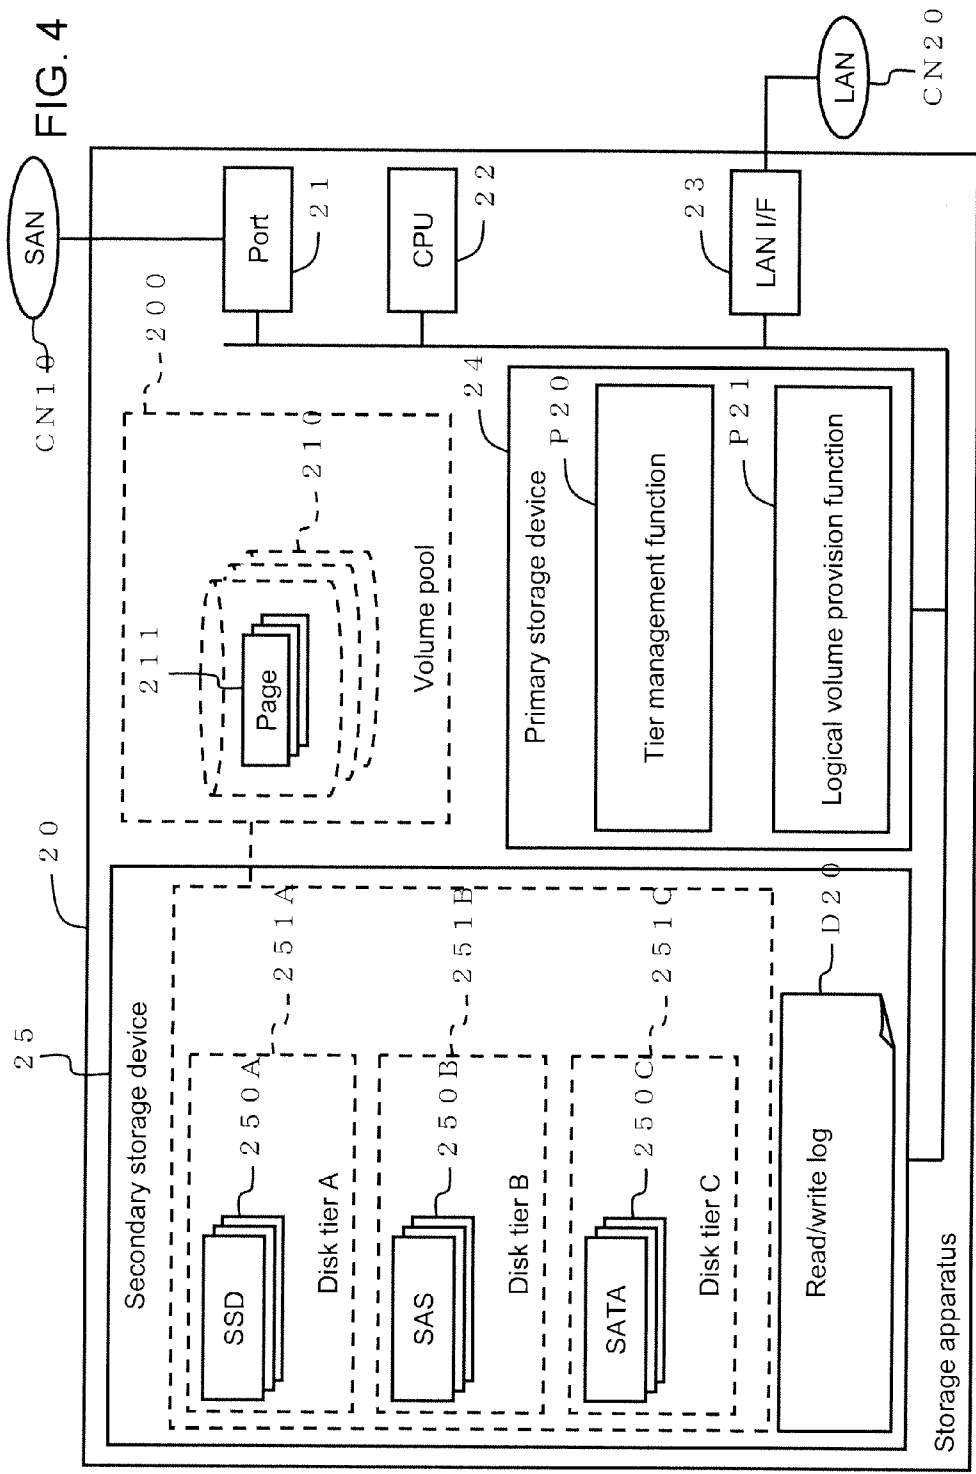 FIG. 4
SAN
CN10
LAN
CN20
Port
21
CPU
22
LAN I/F
23
200
210
211
Page
Volume pool
24
Primary storage device
P20
Tier management function
P21
Logical volume provision function
20
25
Secondary storage device
251A
250A
SSD
Disk tier A
251B
250B
SAS
Disk tier B
251C
250C
SATA
Disk tier C
D20
Read/write log
Storage apparatus